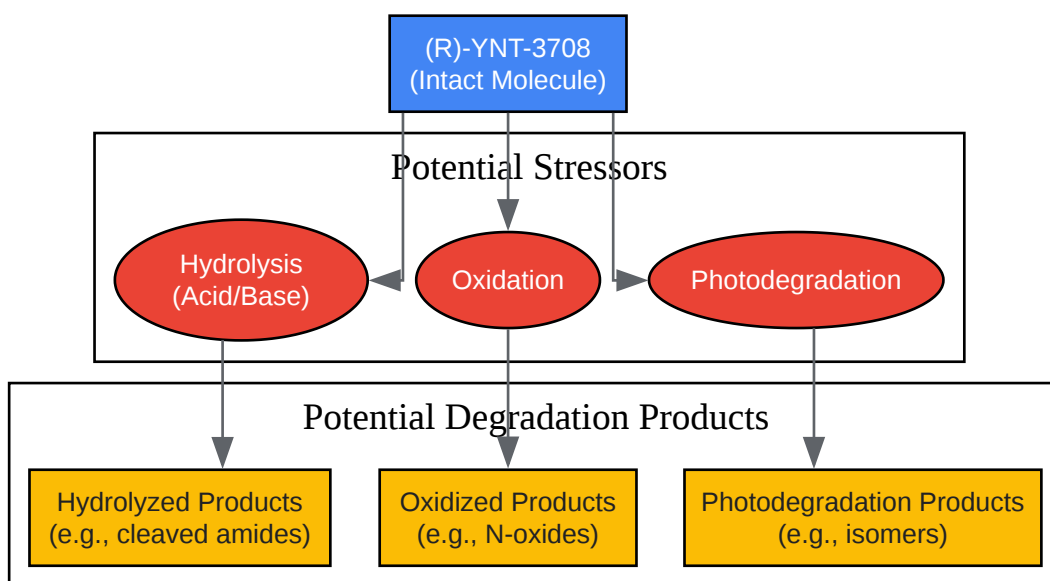 (R)-YNT-3708
(Intact Molecule)
Potential Stressors
Hydrolysis
(Acid/Base)
Oxidation
Photodegradation
Potential Degradation Products
Hydrolyzed Products
(e.g., cleaved amides)
Oxidized Products
(e.g., N-oxides)
Photodegradation Products
(e.g., isomers)